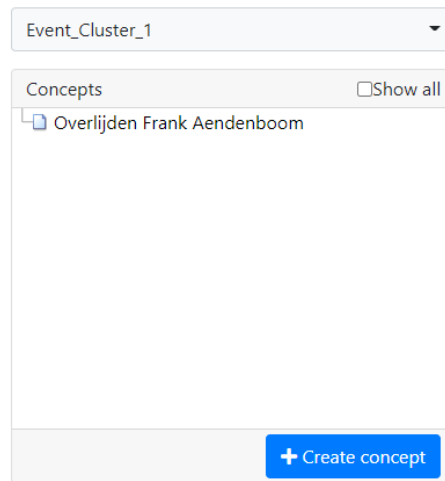 Event_Cluster_1
Concepts Show all
Overlijden Frank Aendenboom
Create concept